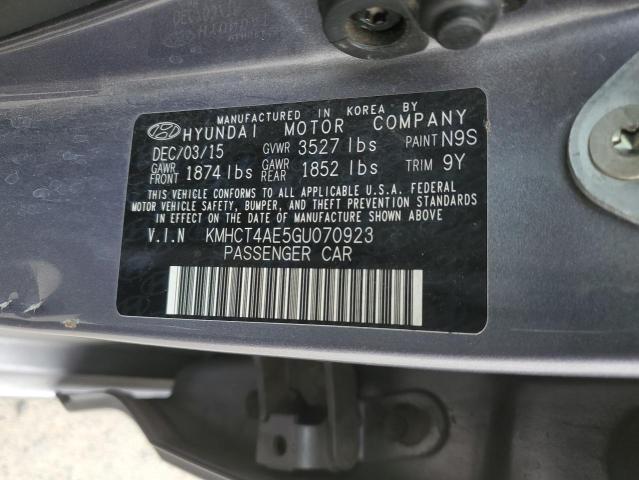 MANUFACTURED IN KOREA BY
HYUNDAI MOTOR COMPANY
DEC/03/15 GVWR 3527 lbs PAINT N9S
GAWR FRONT 1874 lbs GAWR REAR 1852 lbs TRIM 9Y
THIS VEHICLE CONFORMS TO ALL APPLICABLE U.S.A. FEDERAL
MOTOR VEHICLE SAFETY, BUMPER, AND THEFT PREVENTION STANDARDS
IN EFFECT ON THE DATE OF MANUFACTURE SHOWN ABOVE
V.I.N KMHCT4AE5GU070923
PASSENGER CAR